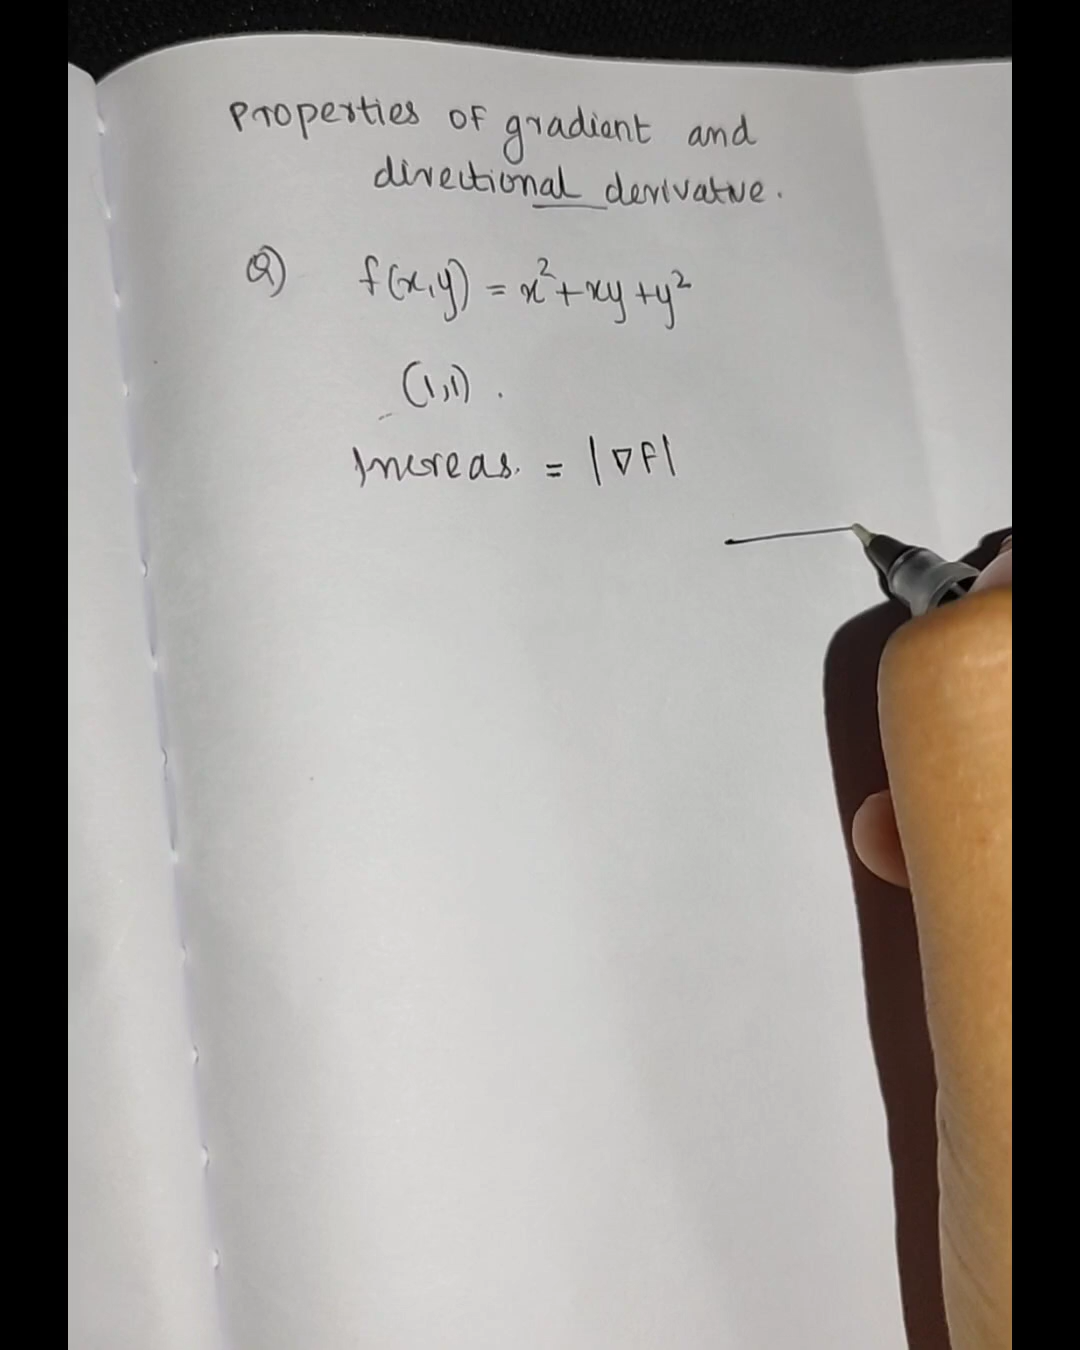 Properties of gradient and
directional derivative.
Q) f(x,y) = x²+xy+y²
(1,1).
Increas. = |∇f|